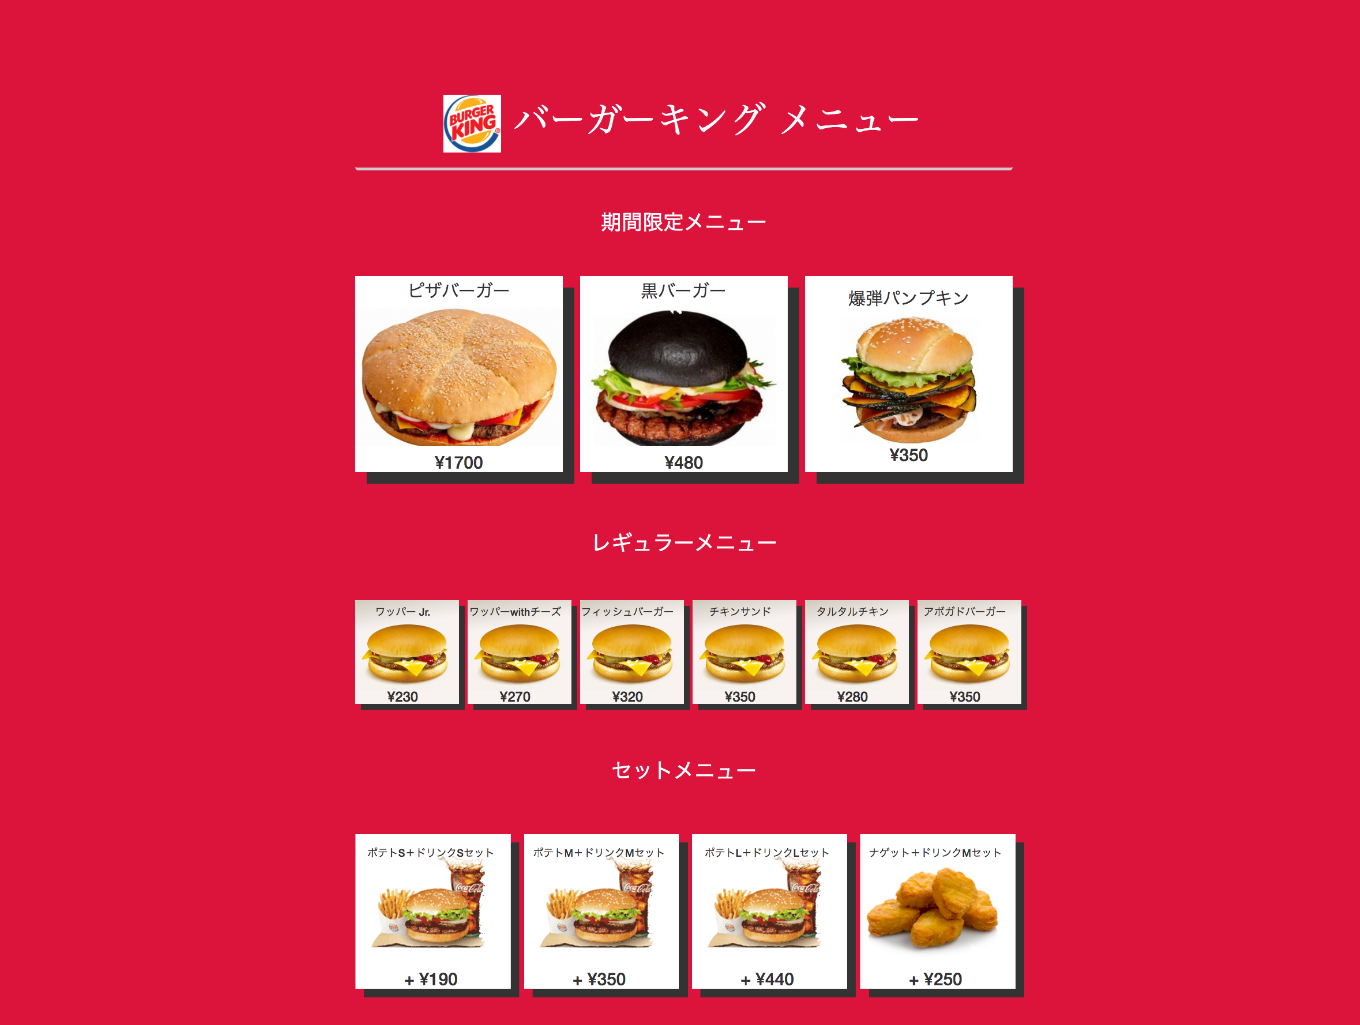 BURGER
KING
バーガーキング メニュー
期間限定メニュー
ピザバーガー
黒バーガー
爆弾パンプキン
¥1700
¥480
¥350
レギュラーメニュー
ワッパー Jr.
ワッパーwithチーズ
フィッシュバーガー
チキンサンド
タルタルチキン
アボガドバーガー
¥230
¥270
¥320
¥350
¥280
¥350
セットメニュー
ポテトS＋ドリンクSセット
ポテトM＋ドリンクMセット
ポテトL＋ドリンクLセット
ナゲット＋ドリンクMセット
+ ¥190
+ ¥350
+ ¥440
+ ¥250